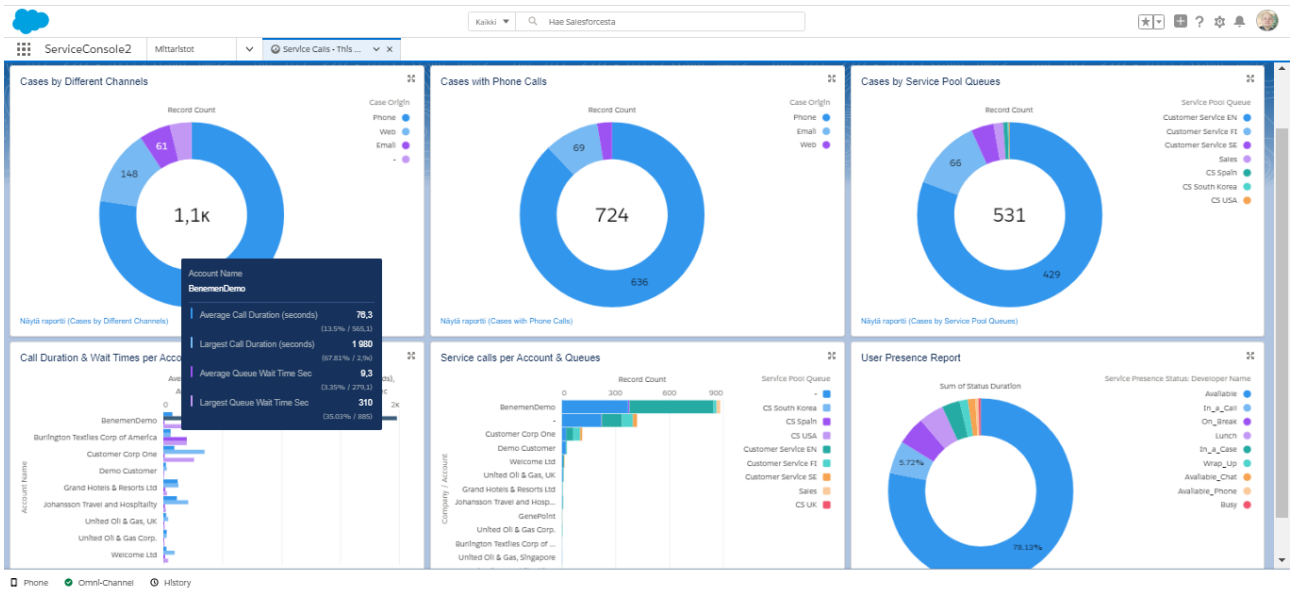 Kaikki
Hae Salesforcesta
ServiceConsole2
Mittaristot
Service Calls - This ...
Cases by Different Channels
Record Count
Case Origin
Phone
Web
Email
-
61
148
1,1K
Näytä raportti (Cases by Different Channels)
Cases with Phone Calls
Record Count
Case Origin
Phone
Email
Web
69
724
636
Näytä raportti (Cases with Phone Calls)
Cases by Service Pool Queues
Record Count
Service Pool Queue
Customer Service EN
Customer Service FI
Customer Service SE
Sales
CS Spain
CS South Korea
CS USA
66
531
429
Näytä raportti (Cases by Service Pool Queues)
Account Name
BenemenDemo
Average Call Duration (seconds) 76,3
(13.5% / 565,1)
Largest Call Duration (seconds) 1 980
(67.81% / 2,9k)
Average Queue Wait Time Sec 9,3
(3.35% / 279,1)
Largest Queue Wait Time Sec 310
(35.03% / 885)
Call Duration & Wait Times per Acco
Ave
ds),
A
ec
0
2K
Account Name
BenemenDemo
Burlington Textiles Corp of America
Customer Corp One
Demo Customer
Grand Hotels & Resorts Ltd
Johansson Travel and Hospitality
United Oil & Gas, UK
United Oil & Gas Corp.
Welcome Ltd
Service calls per Account & Queues
Record Count
0 300 600 900
Company / Account
BenemenDemo
-
Customer Corp One
Demo Customer
Welcome Ltd
United Oil & Gas, UK
Grand Hotels & Resorts Ltd
Johansson Travel and Hosp...
GenePoint
United Oil & Gas Corp.
Burlington Textiles Corp of ...
United Oil & Gas, Singapore
Service Pool Queue
-
CS South Korea
CS Spain
CS USA
Customer Service EN
Customer Service FI
Customer Service SE
Sales
CS UK
User Presence Report
Sum of Status Duration
Service Presence Status: Developer Name
Available
In_a_Call
On_Break
Lunch
In_a_Case
Wrap_Up
Available_Chat
Available_Phone
Busy
5.72%
78.13%
Phone
Omni-Channel
History